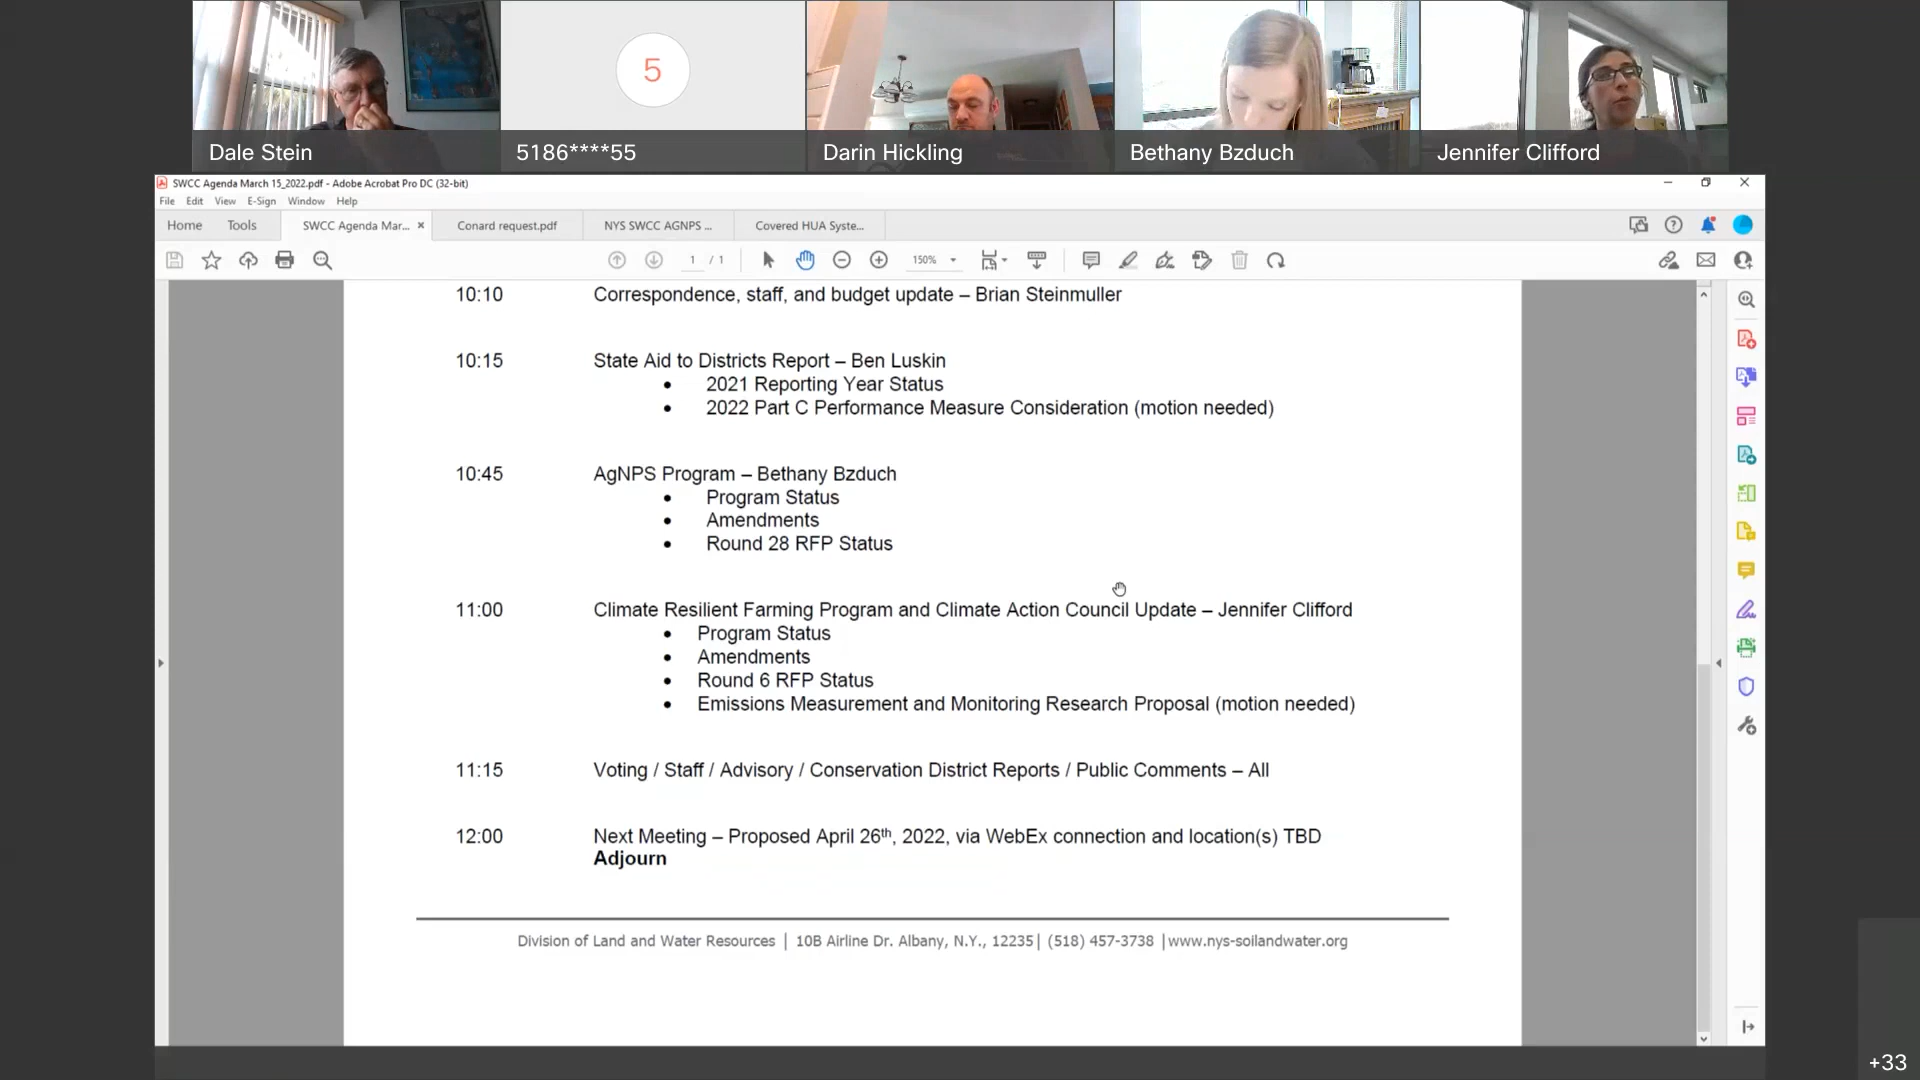 5
Dale Stein
5186****55
Darin Hickling
Bethany Bzduch
Jennifer Clifford
SWCC Agenda March 15_2022.pdf - Adobe Acrobat Pro DC (32-bit)
File Edit View E-Sign Window Help
Home Tools SWCC Agenda Mar... × Conard request.pdf NYS SWCC AGNPS ... Covered HUA Syste...
1 / 1 150%
10:10 Correspondence, staff, and budget update – Brian Steinmuller
10:15 State Aid to Districts Report – Ben Luskin
• 2021 Reporting Year Status
• 2022 Part C Performance Measure Consideration (motion needed)
10:45 AgNPS Program – Bethany Bzduch
• Program Status
• Amendments
• Round 28 RFP Status
11:00 Climate Resilient Farming Program and Climate Action Council Update – Jennifer Clifford
• Program Status
• Amendments
• Round 6 RFP Status
• Emissions Measurement and Monitoring Research Proposal (motion needed)
11:15 Voting / Staff / Advisory / Conservation District Reports / Public Comments – All
12:00 Next Meeting – Proposed April 26th, 2022, via WebEx connection and location(s) TBD
Adjourn
Division of Land and Water Resources | 10B Airline Dr. Albany, N.Y., 12235| (518) 457-3738 |www.nys-soilandwater.org
+33